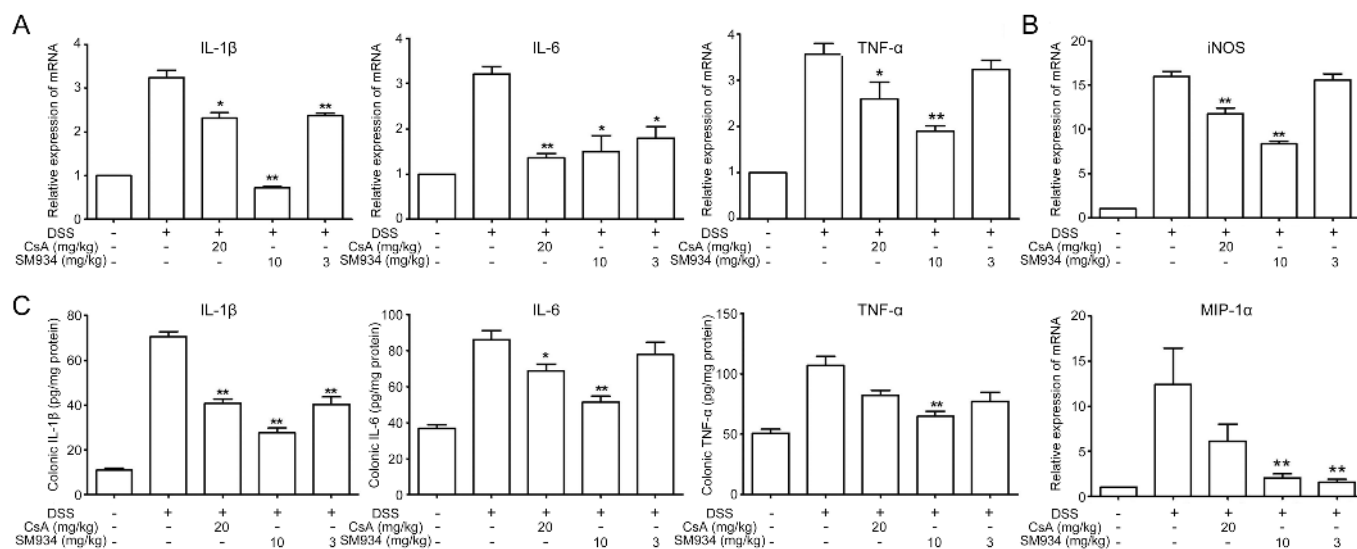 A
B
IL-1β
IL-6
TNF-α
iNOS
Relative expression of mRNA
4
3
2
1
0
* ** **
Relative expression of mRNA
4
3
2
1
0
** * *
Relative expression of mRNA
4
3
2
1
0
* **
Relative expression of mRNA
20
15
10
5
0
** **
DSS - + + + +
CsA (mg/kg) - - 20 - -
SM934 (mg/kg) - - - 10 3
DSS - + + + +
CsA (mg/kg) - - 20 - -
SM934 (mg/kg) - - - 10 3
DSS - + + + +
CsA (mg/kg) - - 20 - -
SM934 (mg/kg) - - - 10 3
DSS - + + + +
CsA (mg/kg) - - 20 - -
SM934 (mg/kg) - - - 10 3
C
IL-1β
IL-6
TNF-α
MIP-1α
Colonic IL-1β (pg/mg protein)
80
60
40
20
0
** ** **
Colonic IL-6 (pg/mg protein)
100
80
60
40
20
0
* **
Colonic TNF-α (pg/mg protein)
150
100
50
0
**
Relative expression of mRNA
20
15
10
5
0
** **
DSS - + + + +
CsA (mg/kg) - - 20 - -
SM934 (mg/kg) - - - 10 3
DSS - + + + +
CsA (mg/kg) - - 20 - -
SM934 (mg/kg) - - - 10 3
DSS - + + + +
CsA (mg/kg) - - 20 - -
SM934 (mg/kg) - - - 10 3
DSS - + + + +
CsA (mg/kg) - - 20 - -
SM934 (mg/kg) - - - 10 3